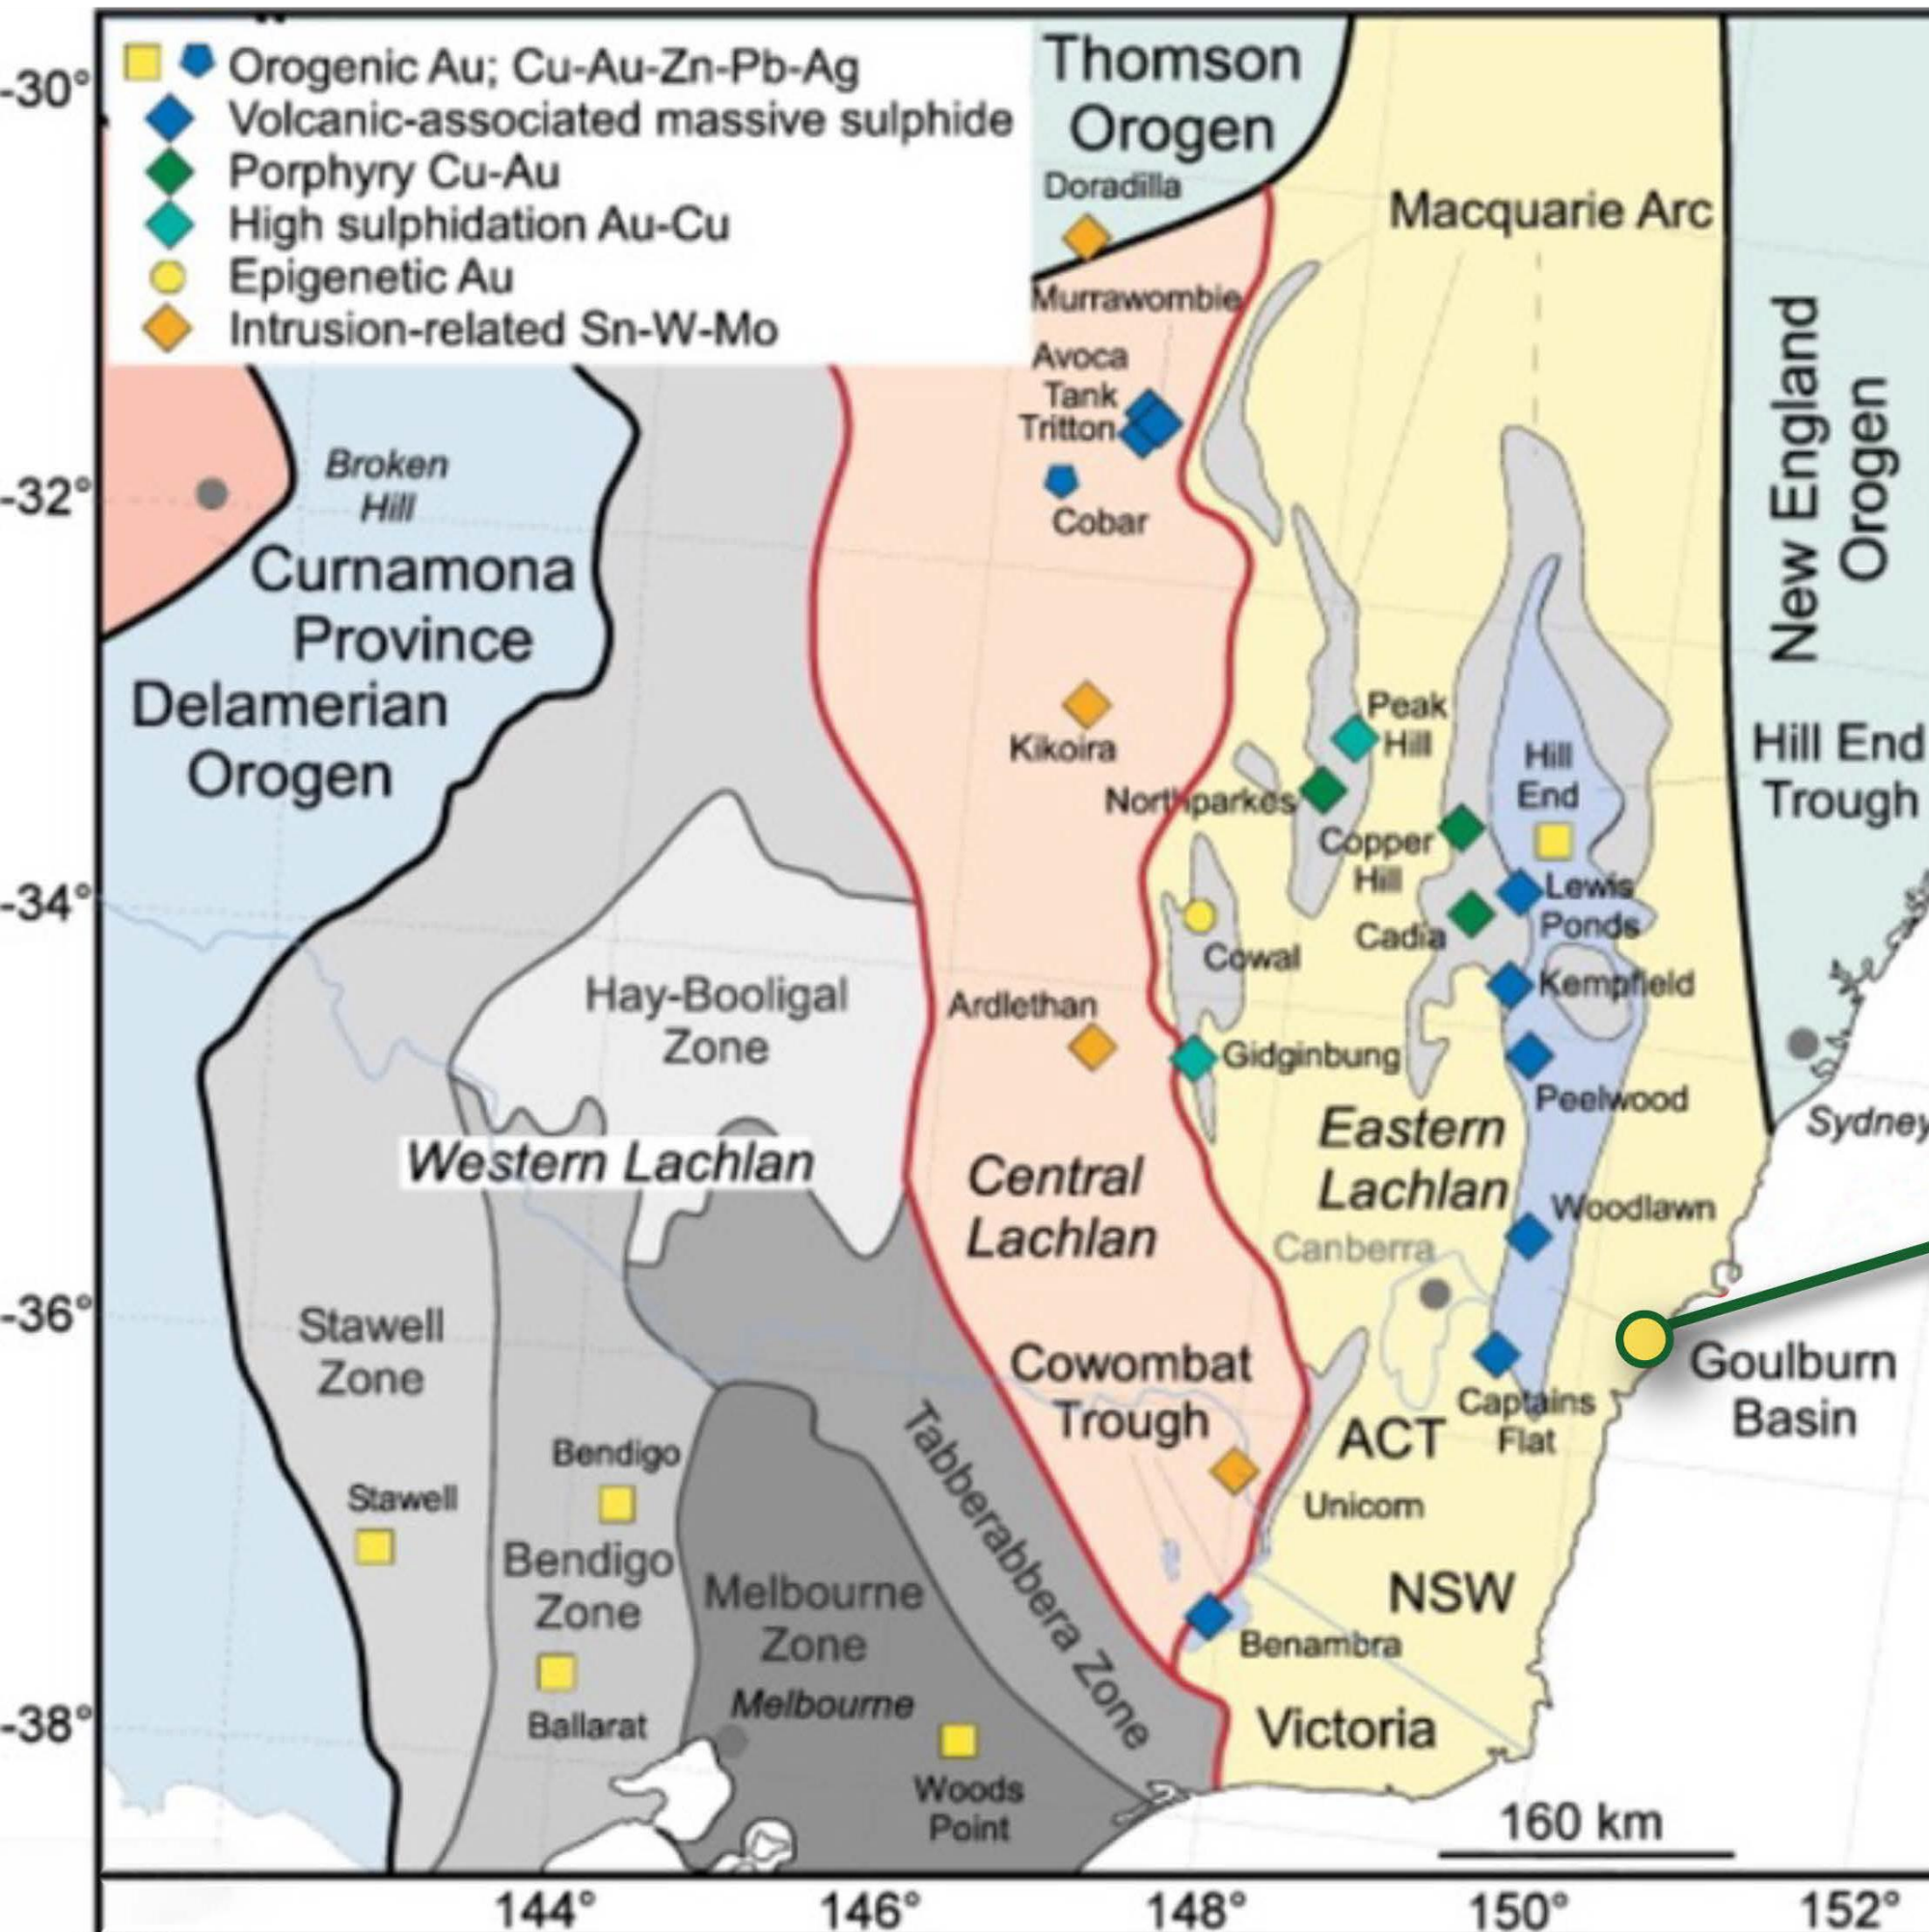 Orogenic Au; Cu-Au-Zn-Pb-Ag
Volcanic-associated massive sulphide
Porphyry Cu-Au
High sulphidation Au-Cu
Epigenetic Au
Intrusion-related Sn-W-Mo
-30°
-32°
-34°
-36°
-38°
Thomson
Orogen
Doradilla
Macquarie Arc
Murrawombie
Avoca
Tank
Tritton
Cobar
New England
Orogen
Broken
Hill
Curnamona
Province
Delamerian
Orogen
Kikoira
Peak
Hill
Northparkes
Hill
End
Hill End
Trough
Copper
Hill
Lewis
Ponds
Cadia
Cowal
Kempfield
Hay-Booligal
Zone
Ardlethan
Gidginbung
Peelwood
Sydney
Western Lachlan
Central
Lachlan
Eastern
Lachlan
Woodlawn
Canberra
Stawell
Zone
Cowombat
Trough
Goulburn
Basin
Captains
Flat
ACT
Tabberabbera Zone
Bendigo
Stawell
Unicorn
Bendigo
Zone
Melbourne
Zone
NSW
Benambra
Melbourne
Ballarat
Victoria
Woods
Point
160 km
144°
146°
148°
150°
152°